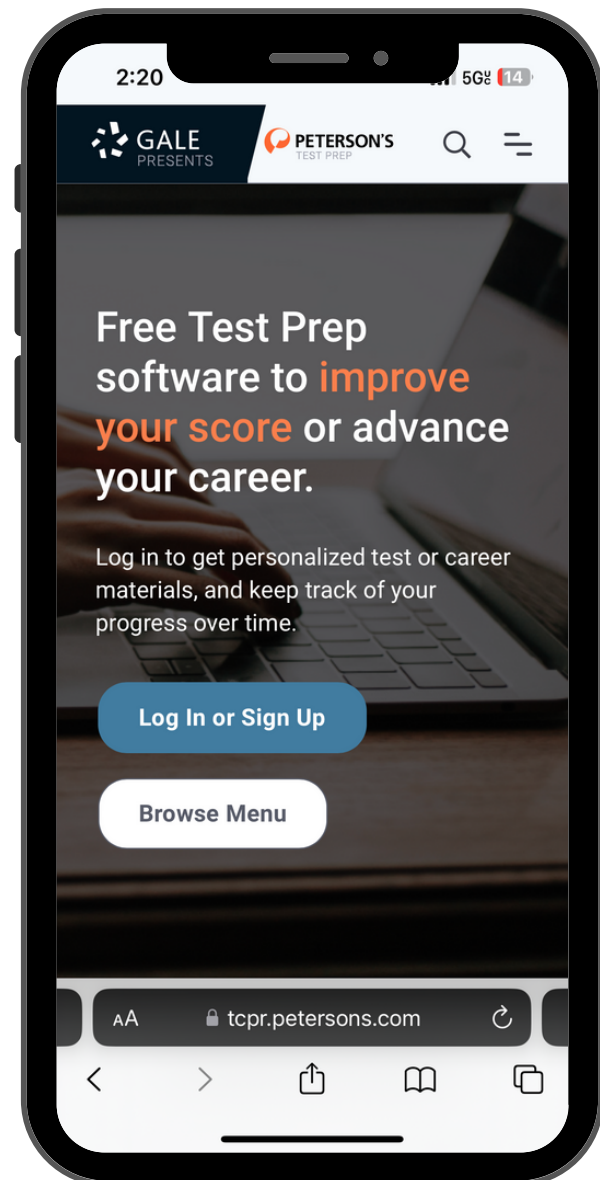 2:20
5GUC 14
GALE
PRESENTS
PETERSON'S
TEST PREP
Free Test Prep
software to improve
your score or advance
your career.
Log in to get personalized test or career
materials, and keep track of your
progress over time.
Log In or Sign Up
Browse Menu
AA
tcpr.petersons.com